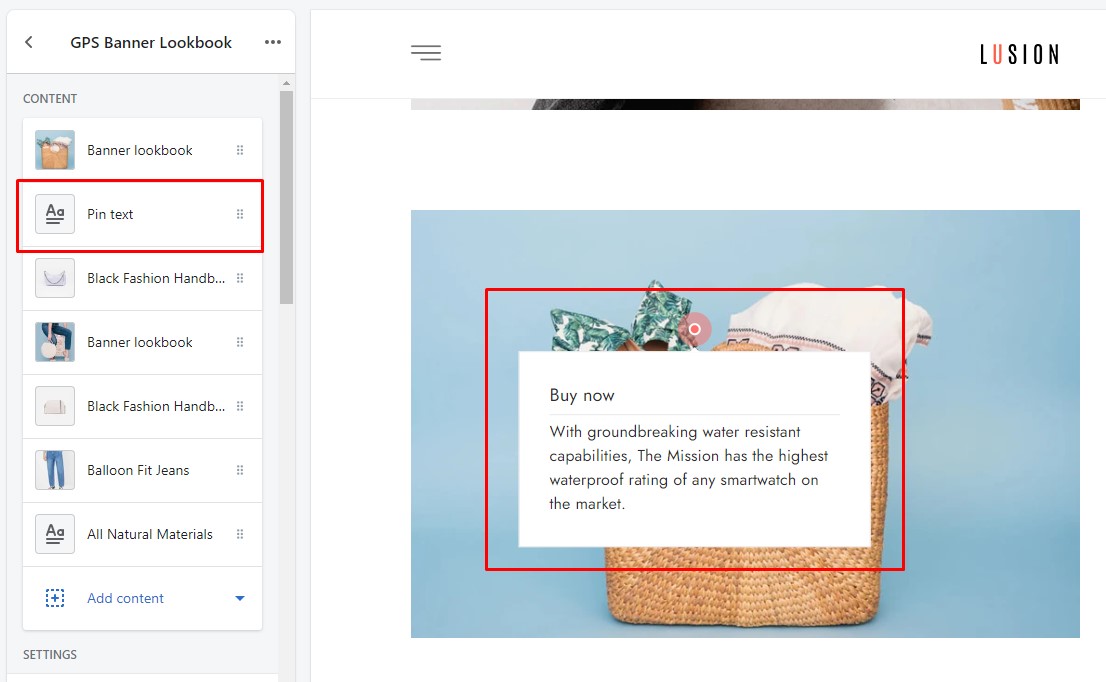 GPS Banner Lookbook
CONTENT
Banner lookbook
Aa Pin text
Black Fashion Handb...
Banner lookbook
Black Fashion Handb...
Balloon Fit Jeans
Aa All Natural Materials
Add content
SETTINGS
LUSION
Buy now
With groundbreaking water resistant
capabilities, The Mission has the highest
waterproof rating of any smartwatch on
the market.